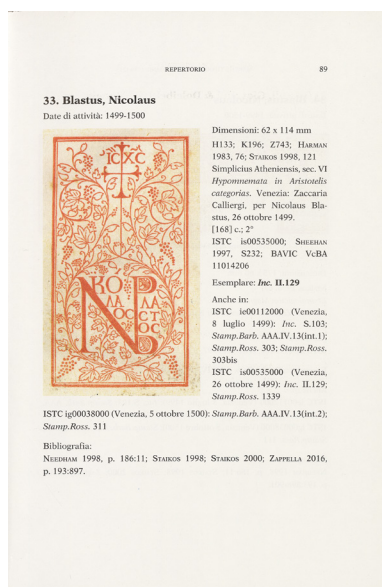 REPERTORIO 89
33. Blastus, Nicolaus
Date di attività: 1499-1500
IC XC
Dimensioni: 62 x 114 mm
H133; K196; Z743; HARMAN
1983, 76; STAIKOS 1998, 121
Simplicius Atheniensis, sec. VI
Hypomnemata in Aristotelis
categorias. Venezia: Zaccaria
Calliergi, per Nicolaus Bla-
stus, 26 ottobre 1499.
[168] c.; 2°
ISTC is00535000; SHEEHAN
1997, S232; BAVIC VcBA
11014206
Esemplare: Inc. II.129
Anche in:
ISTC ie00112000 (Venezia,
8 luglio 1499): Inc. S.103;
Stamp.Barb. AAA.IV.13(int.1);
Stamp.Ross. 303; Stamp.Ross.
303bis
ISTC is00535000 (Venezia,
26 ottobre 1499): Inc. II.129;
Stamp.Ross. 1339
ISTC ig00038000 (Venezia, 5 ottobre 1500): Stamp.Barb. AAA.IV.13(int.2);
Stamp.Ross. 311
Bibliografia:
NEEDHAM 1998, p. 186:11; STAIKOS 1998; STAIKOS 2000; ZAPPELLA 2016,
p. 193:897.